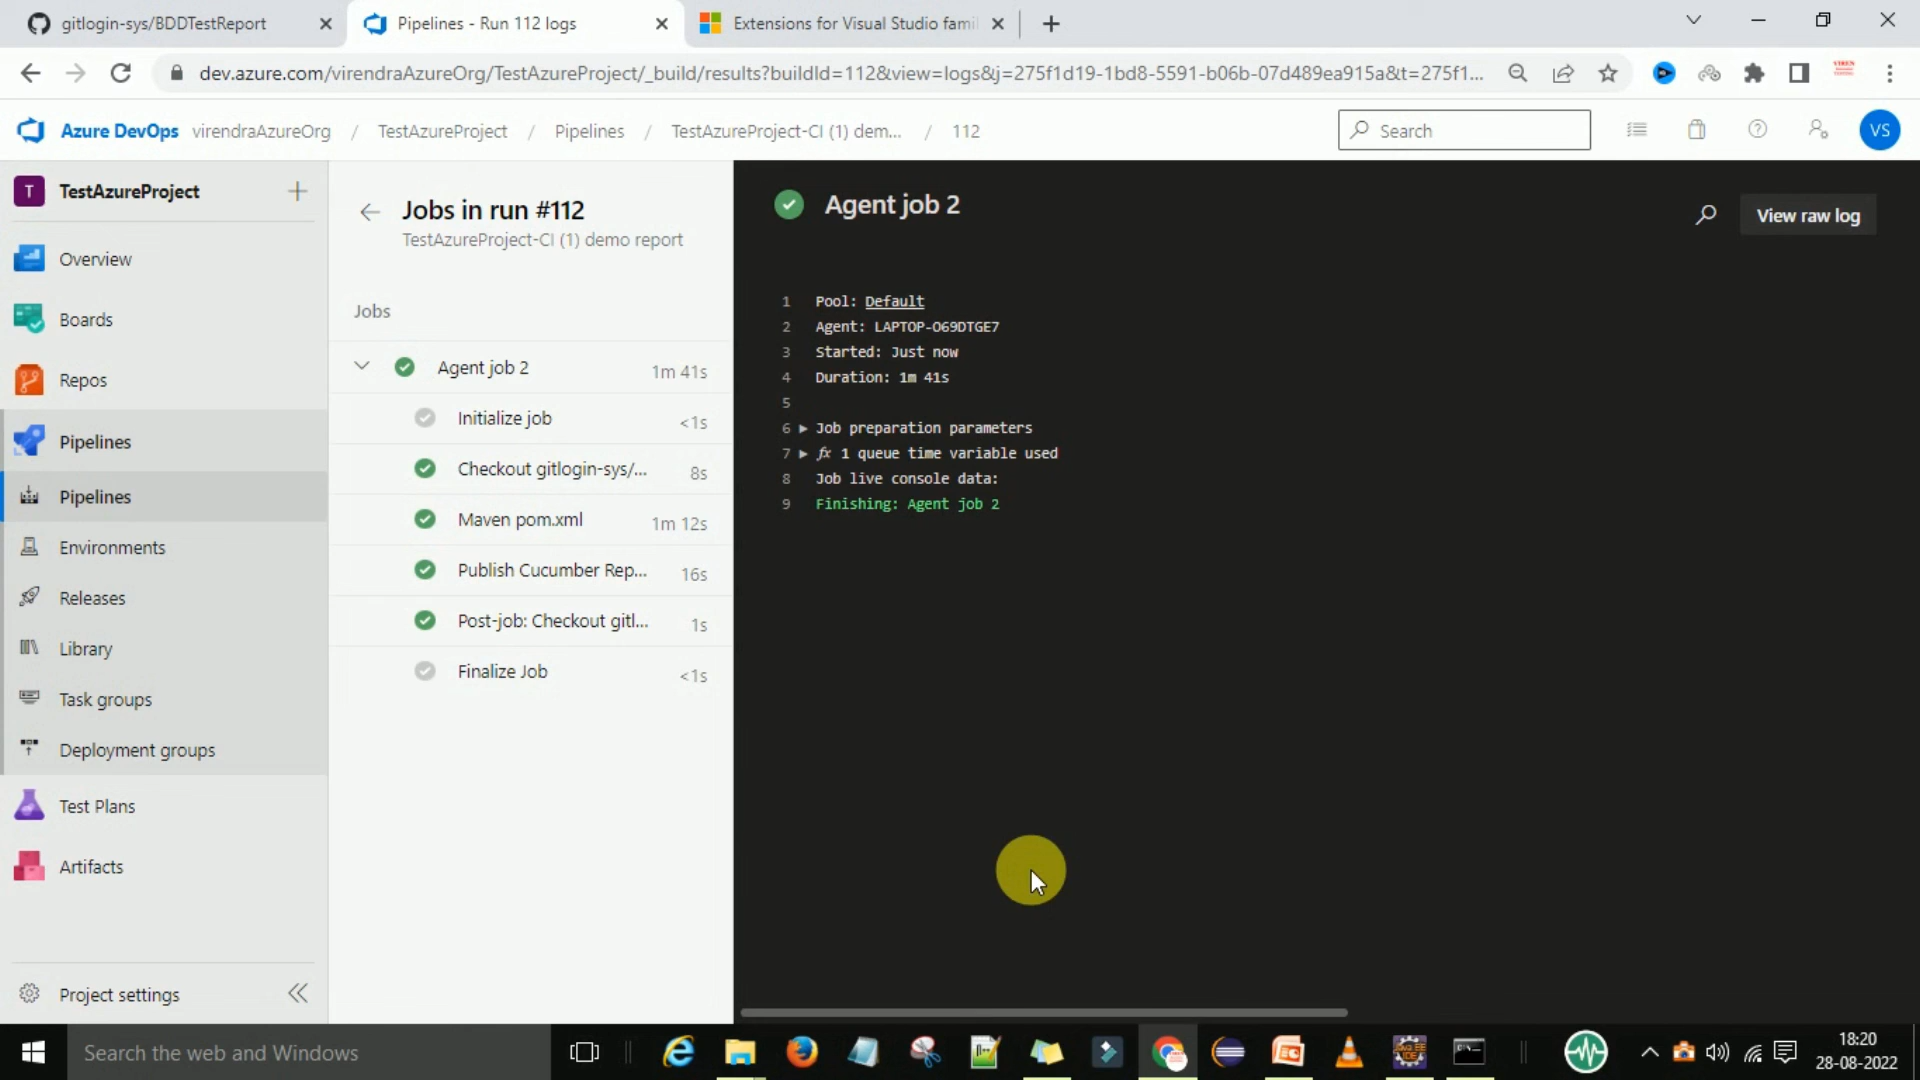 gitlogin-sys/BDDTestReport
Pipelines - Run 112 logs
Extensions for Visual Studio fami
dev.azure.com/virendraAzureOrg/TestAzureProject/_build/results?buildId=112&view=logs&j=275f1d19-1bd8-5591-b06b-07d489ea915a&t=275f1...
Azure DevOps virendraAzureOrg / TestAzureProject / Pipelines / TestAzureProject-CI (1) dem... / 112
Search
VS
T TestAzureProject
Overview
Boards
Repos
Pipelines
Pipelines
Environments
Releases
Library
Task groups
Deployment groups
Test Plans
Artifacts
Project settings
Jobs in run #112
TestAzureProject-CI (1) demo report
Jobs
Agent job 2 1m 41s
Initialize job <1s
Checkout gitlogin-sys/... 8s
Maven pom.xml 1m 12s
Publish Cucumber Rep... 16s
Post-job: Checkout gitl... 1s
Finalize Job <1s
Agent job 2
View raw log
1 Pool: Default
2 Agent: LAPTOP-O69DTGE7
3 Started: Just now
4 Duration: 1m 41s
5
6 Job preparation parameters
7 fx 1 queue time variable used
8 Job live console data:
9 Finishing: Agent job 2
Search the web and Windows
18:20
28-08-2022